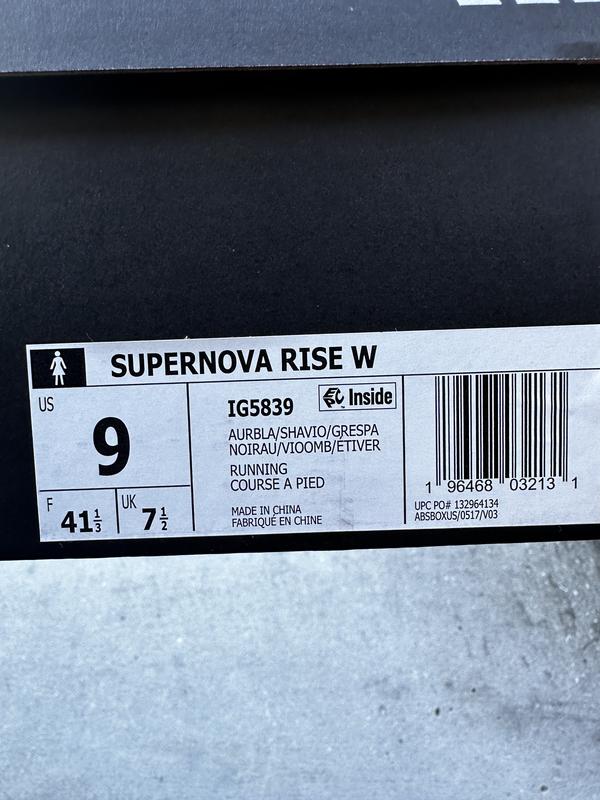 SUPERNOVA RISE W
US
9
F
41⅓
UK
7½
IG5839
Inside
AURBLA/SHAVIO/GRESPA
NOIRAU/VIOOMB/ÉTIVER
RUNNING
COURSE A PIED
MADE IN CHINA
FABRIQUÉ EN CHINE
1 96468 03213 1
UPC PO# 132964134
ABSBOXUS/0517/V03